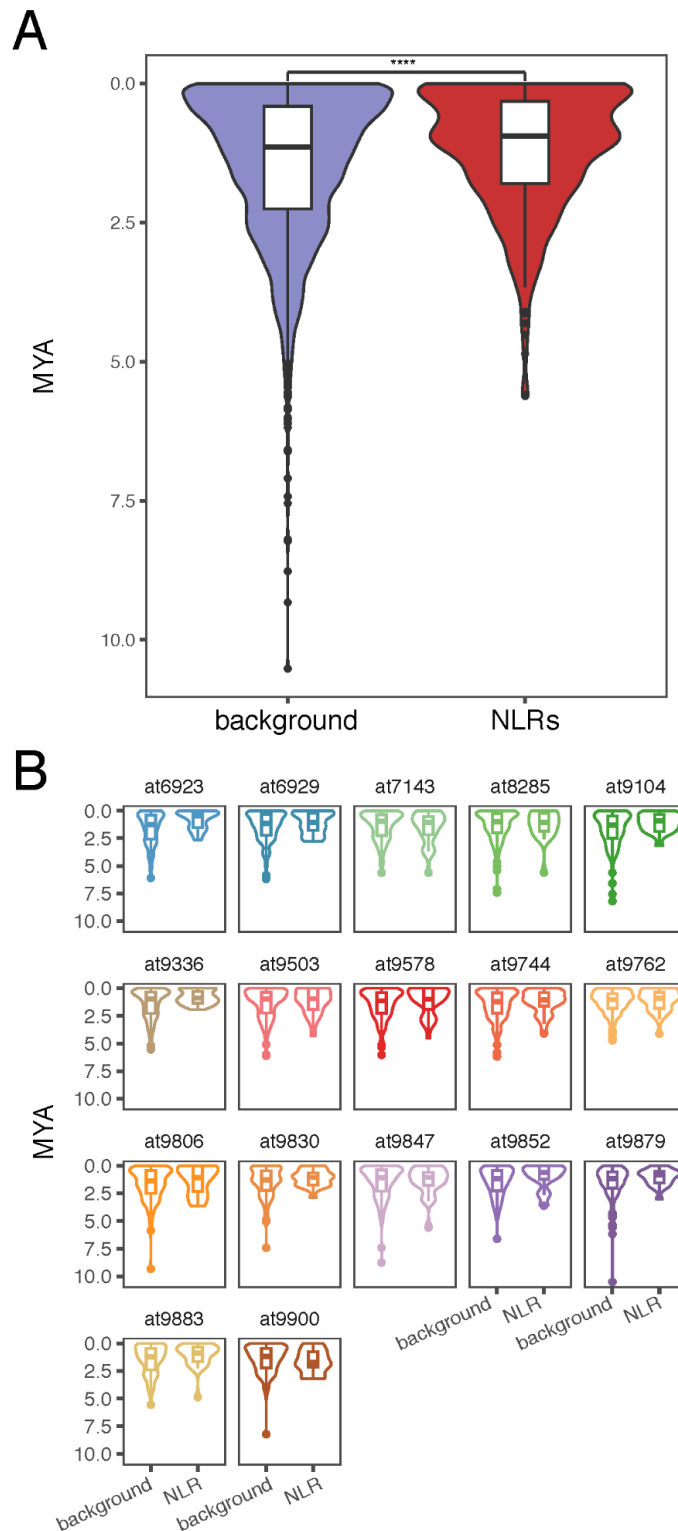 A
****
0.0
2.5
5.0
7.5
10.0
MYA
background NLRs
B
at6923 at6929 at7143 at8285 at9104
0.0
2.5
5.0
7.5
10.0
at9336 at9503 at9578 at9744 at9762
0.0
2.5
5.0
7.5
10.0
MYA
at9806 at9830 at9847 at9852 at9879
0.0
2.5
5.0
7.5
10.0
background NLR background NLR
at9883 at9900
0.0
2.5
5.0
7.5
10.0
background NLR background NLR